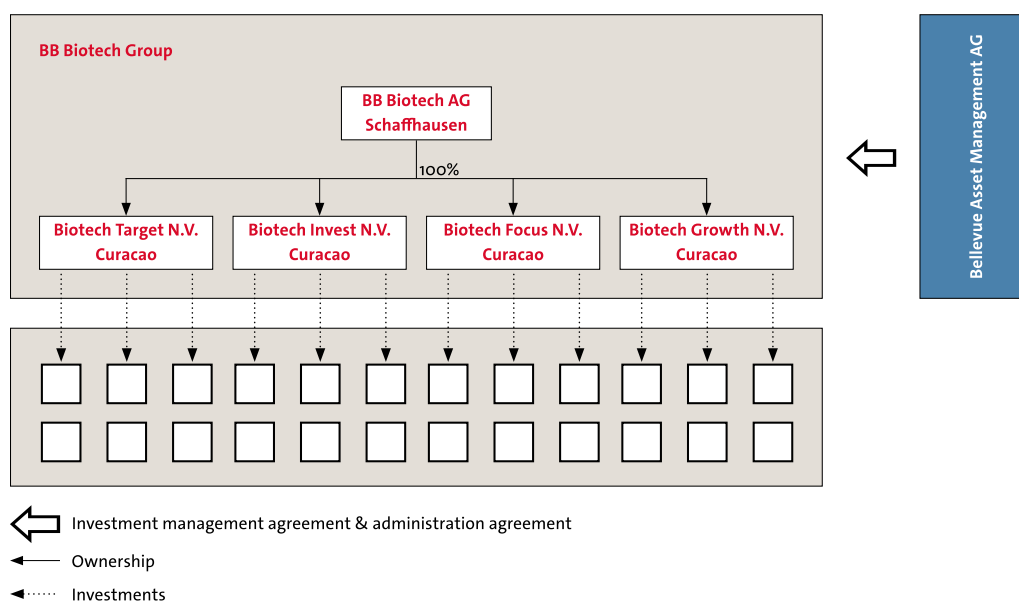 BB Biotech Group
BB Biotech AG
Schaffhausen
100%
Biotech Target N.V.
Curacao
Biotech Invest N.V.
Curacao
Biotech Focus N.V.
Curacao
Biotech Growth N.V.
Curacao
Bellevue Asset Management AG
Investment management agreement & administration agreement
Ownership
Investments